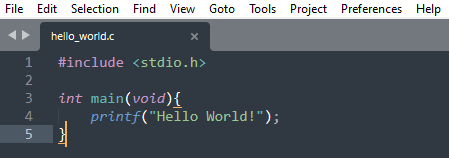 File Edit Selection Find View Goto Tools Project Preferences Help
hello_world.c ×
1 #include <stdio.h>
2
3 int main(void){
4     printf("Hello World!");
5 }